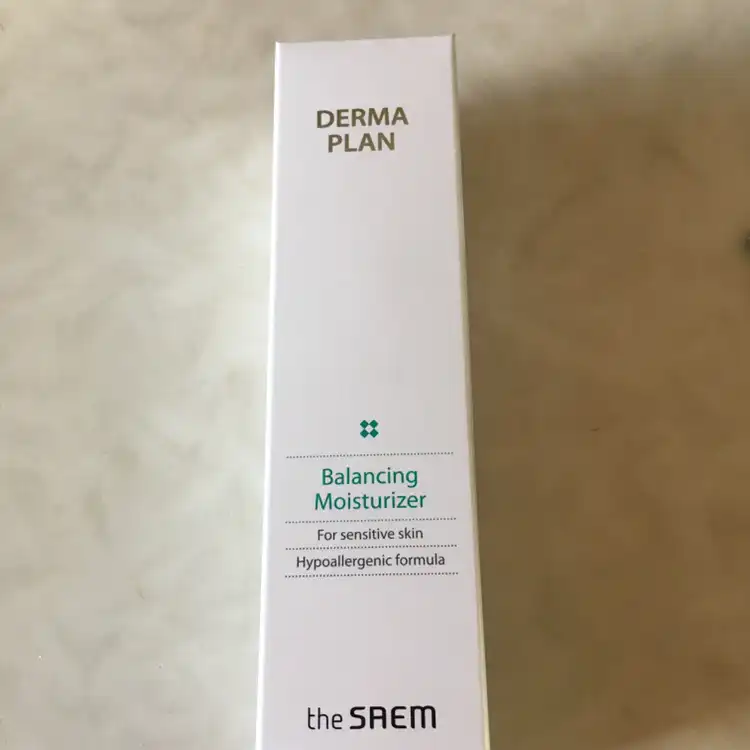 DERMA
PLAN
Balancing
Moisturizer
For sensitive skin
Hypoallergenic formula
the SAEM